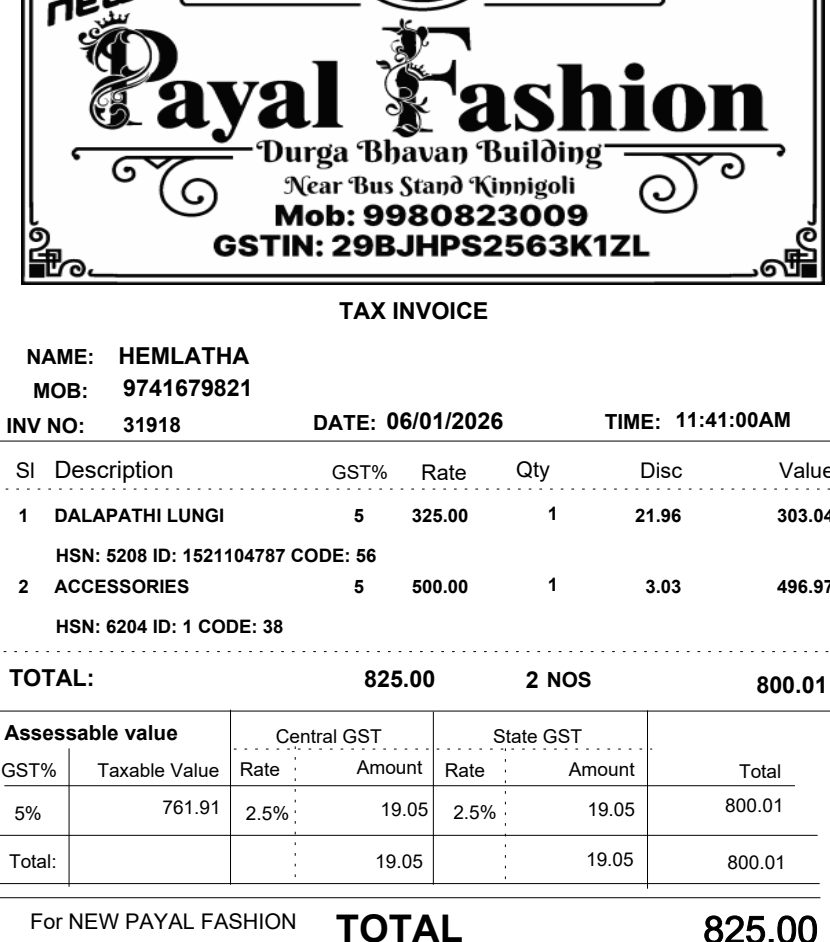 new
Payal Fashion
Durga Bhavan Building
Near Bus Stand Kinnigoli
Mob: 9980823009
GSTIN: 29BJHPS2563K1ZL
TAX INVOICE
NAME: HEMLATHA
MOB: 9741679821
INV NO: 31918 DATE: 06/01/2026 TIME: 11:41:00AM
Sl Description GST% Rate Qty Disc Value
1 DALAPATHI LUNGI 5 325.00 1 21.96 303.04
HSN: 5208 ID: 1521104787 CODE: 56
2 ACCESSORIES 5 500.00 1 3.03 496.97
HSN: 6204 ID: 1 CODE: 38
TOTAL: 825.00 2 NOS 800.01
Assessable value Central GST State GST
GST% Taxable Value Rate Amount Rate Amount Total
5% 761.91 2.5% 19.05 2.5% 19.05 800.01
Total: 19.05 19.05 800.01
For NEW PAYAL FASHION TOTAL 825.00